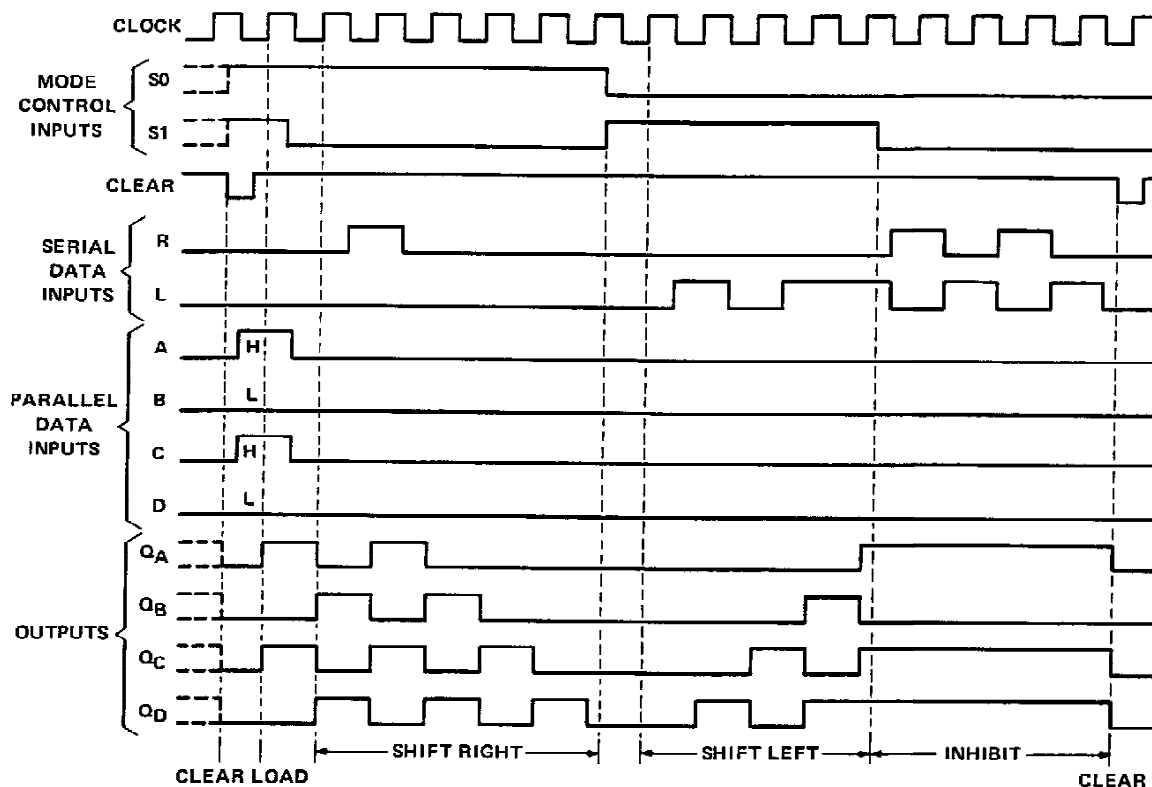 CLOCK
MODE
CONTROL
INPUTS
S0
S1
CLEAR
SERIAL
DATA
INPUTS
R
L
PARALLEL
DATA
INPUTS
A
H
B
L
C
H
D
L
OUTPUTS
QA
QB
QC
QD
SHIFT RIGHT
SHIFT LEFT
INHIBIT
CLEAR LOAD
CLEAR